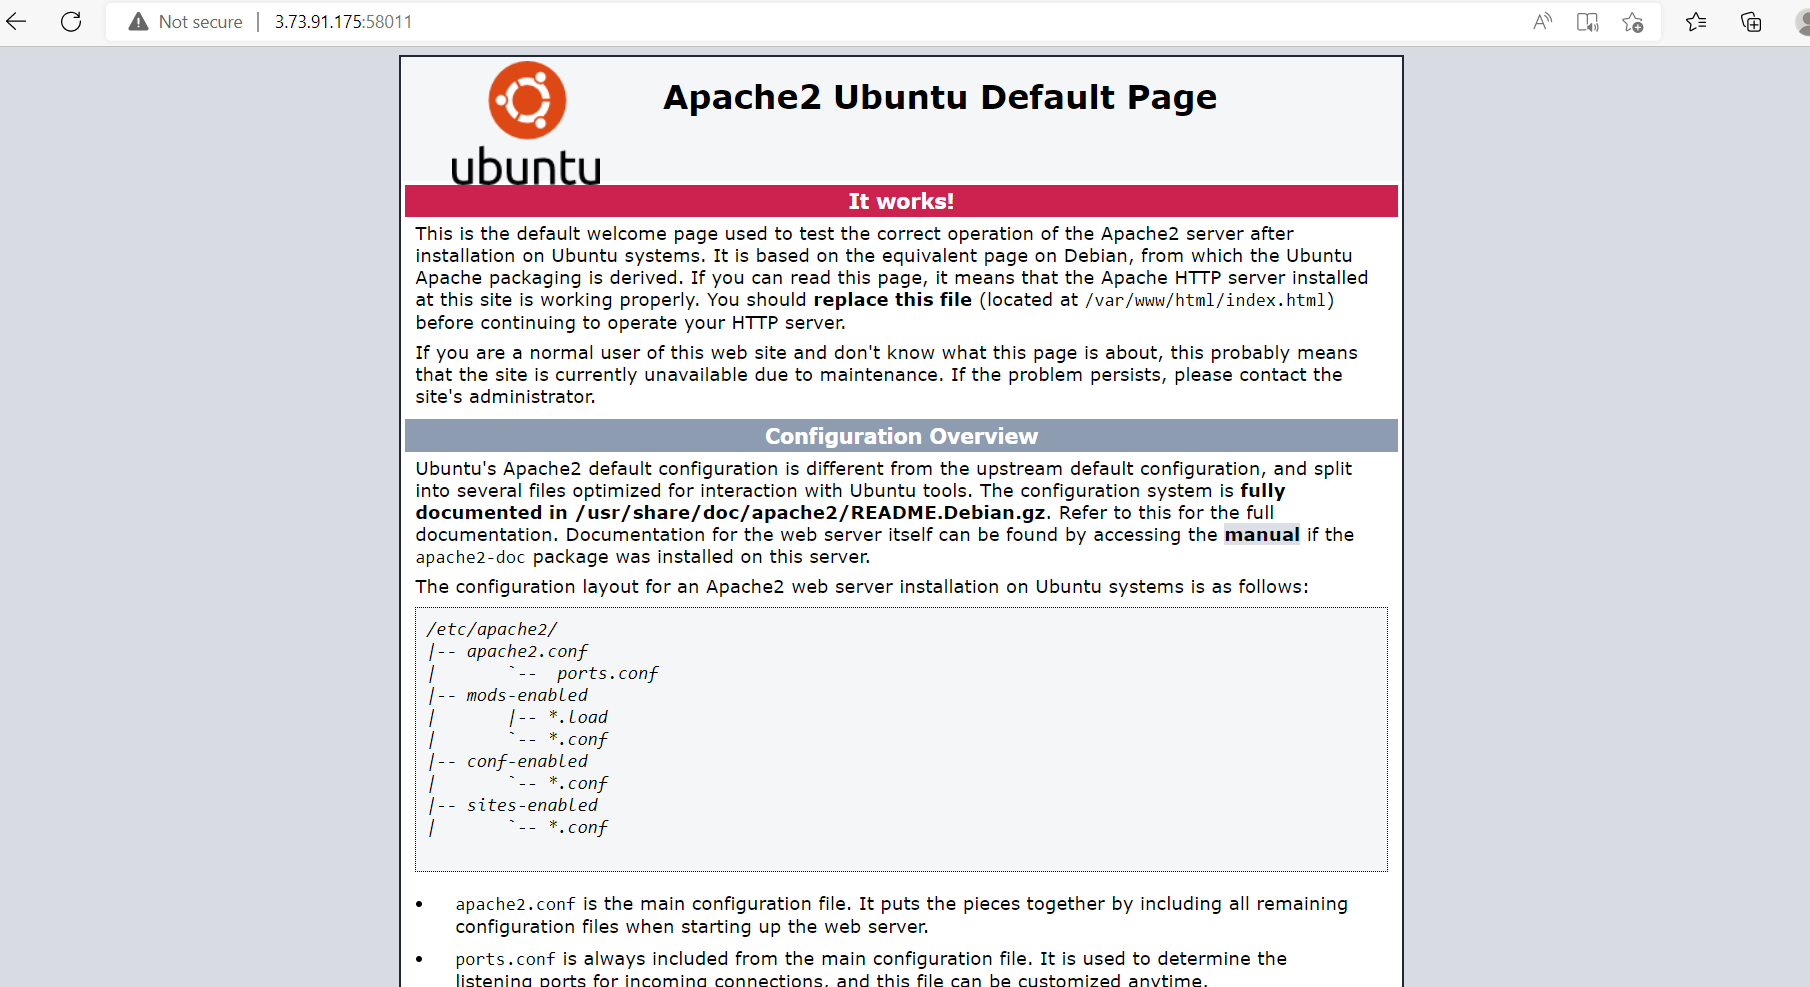 Not secure | 3.73.91.175:58011
ubuntu
Apache2 Ubuntu Default Page
It works!
This is the default welcome page used to test the correct operation of the Apache2 server after
installation on Ubuntu systems. It is based on the equivalent page on Debian, from which the Ubuntu
Apache packaging is derived. If you can read this page, it means that the Apache HTTP server installed
at this site is working properly. You should replace this file (located at /var/www/html/index.html)
before continuing to operate your HTTP server.
If you are a normal user of this web site and don't know what this page is about, this probably means
that the site is currently unavailable due to maintenance. If the problem persists, please contact the
site's administrator.
Configuration Overview
Ubuntu's Apache2 default configuration is different from the upstream default configuration, and split
into several files optimized for interaction with Ubuntu tools. The configuration system is fully
documented in /usr/share/doc/apache2/README.Debian.gz. Refer to this for the full
documentation. Documentation for the web server itself can be found by accessing the manual if the
apache2-doc package was installed on this server.
The configuration layout for an Apache2 web server installation on Ubuntu systems is as follows:
/etc/apache2/
|-- apache2.conf
|       `--  ports.conf
|-- mods-enabled
|       |-- *.load
|       `-- *.conf
|-- conf-enabled
|       `-- *.conf
|-- sites-enabled
|       `-- *.conf
• apache2.conf is the main configuration file. It puts the pieces together by including all remaining
configuration files when starting up the web server.
• ports.conf is always included from the main configuration file. It is used to determine the
listening ports for incoming connections, and this file can be customized anytime.